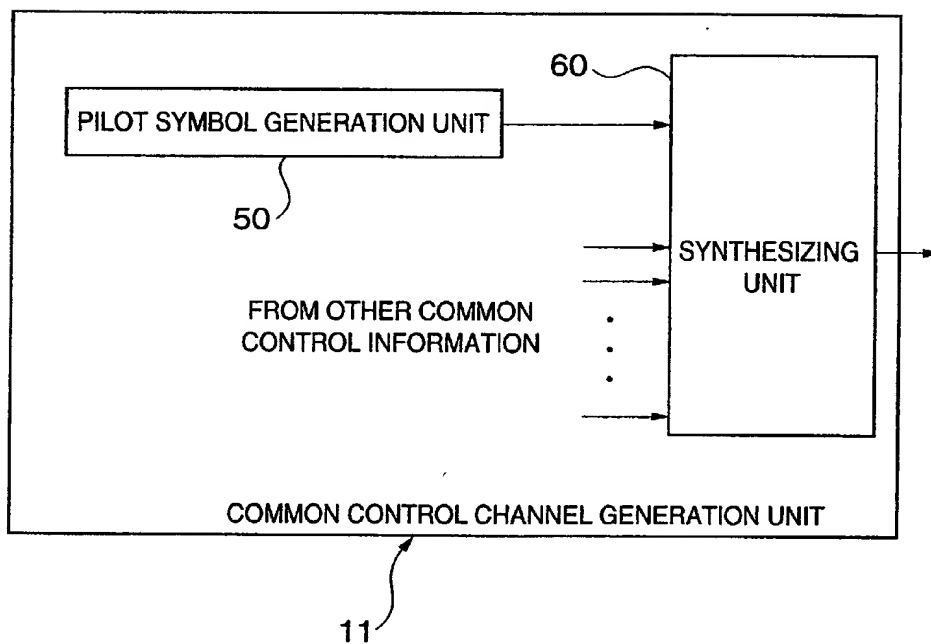 60
PILOT SYMBOL GENERATION UNIT
50
SYNTHESIZING
UNIT
FROM OTHER COMMON
CONTROL INFORMATION
COMMON CONTROL CHANNEL GENERATION UNIT
11